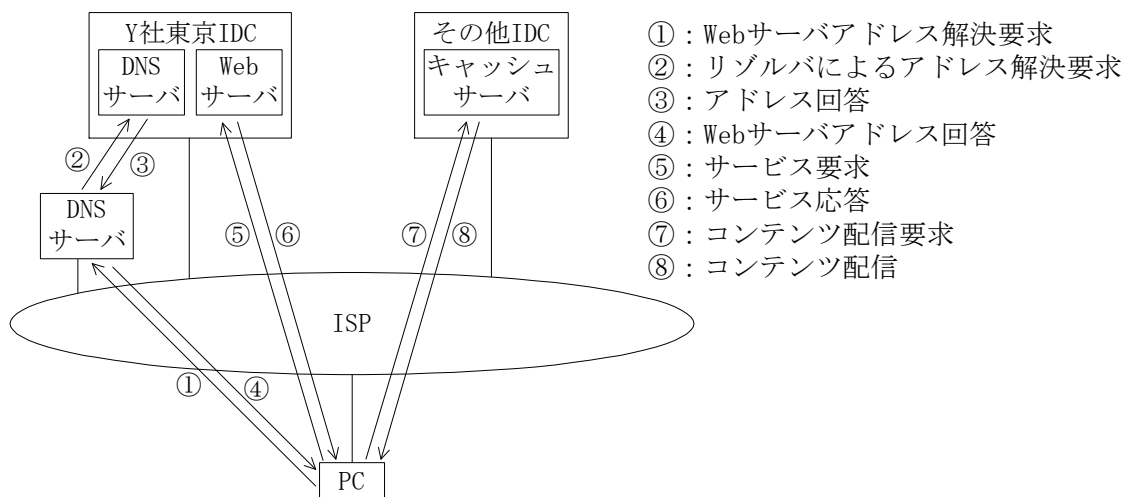 Y社東京IDC
DNS
サーバ
Web
サーバ
その他IDC
キャッシュ
サーバ
①：Webサーバアドレス解決要求
②：リゾルバによるアドレス解決要求
③：アドレス回答
④：Webサーバアドレス回答
⑤：サービス要求
⑥：サービス応答
⑦：コンテンツ配信要求
⑧：コンテンツ配信
②
③
DNS
サーバ
⑤
⑥
⑦
⑧
ISP
①
④
PC